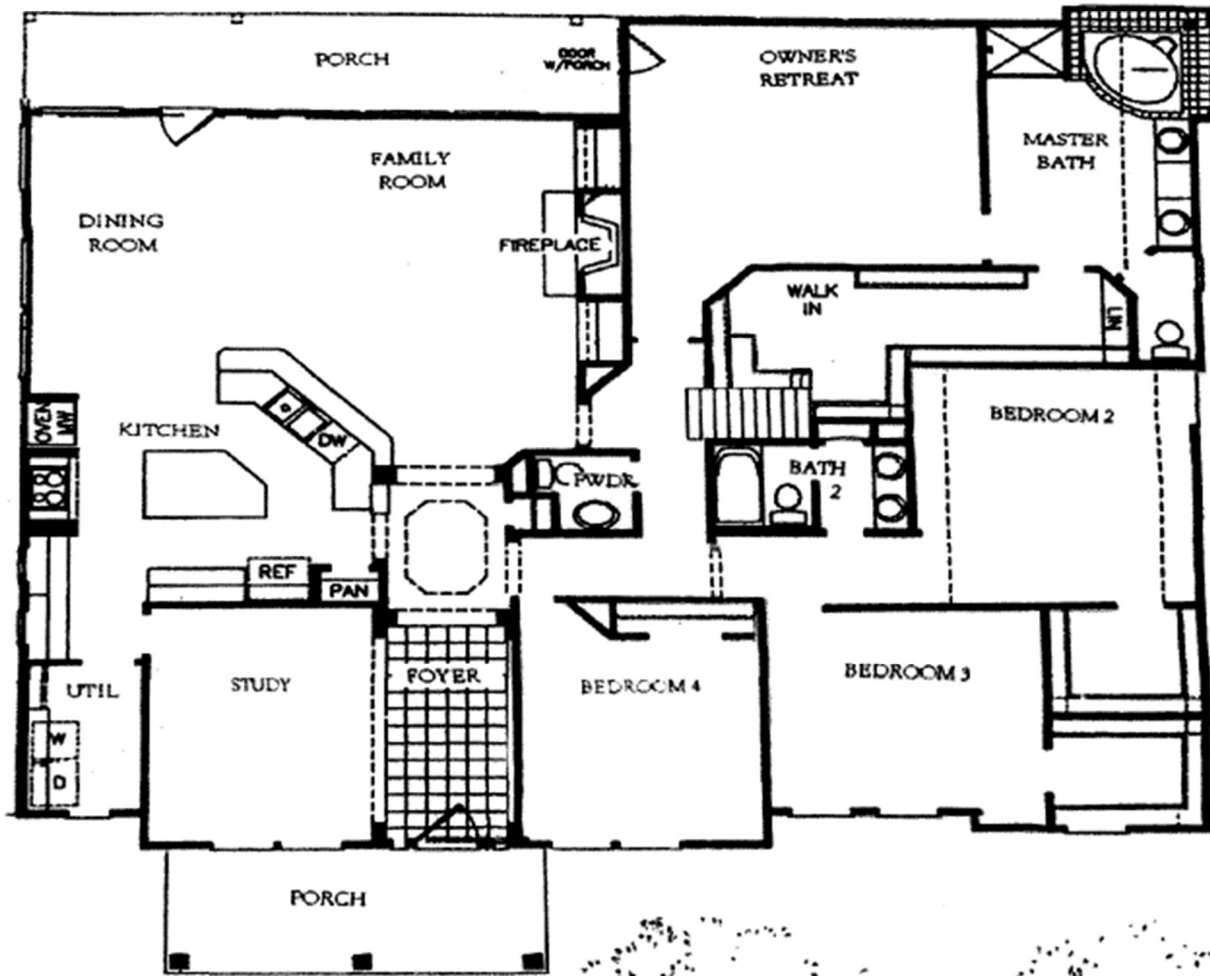 PORCH
DOOR
W/PORCH
OWNER'S
RETREAT
MASTER
BATH
FAMILY
ROOM
DINING
ROOM
FIREPLACE
WALK
IN
LIN
OVEN
MW
KITCHEN
DW
BEDROOM 2
PWDR
BATH
2
REF
PAN
UTIL
STUDY
FOYER
BEDROOM 4
BEDROOM 3
W
D
PORCH